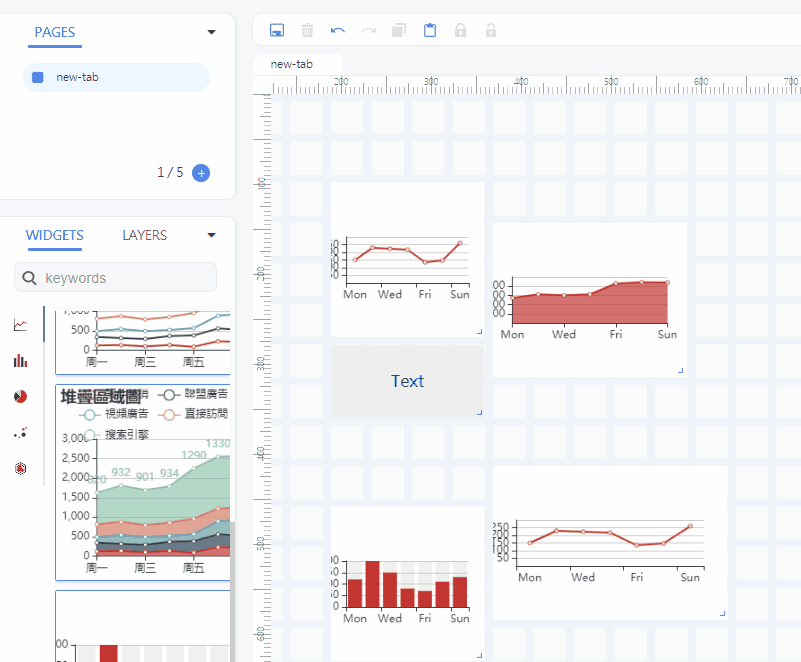 PAGES
new-tab
1 / 5
WIDGETS
LAYERS
keywords
500
0
周一
周三
周五
堆疊區域圖
聯盟廣告
視頻廣告
直接訪問
搜索引擎
3,000
2,500
2,000
1,500
1,000
500
0
932
901
934
1290
1330
周一
周三
周五
new-tab
200
300
400
500
600
700
100
200
300
400
500
600
Mon
Wed
Fri
Sun
Mon
Wed
Fri
Sun
Text
Mon
Wed
Fri
Sun
250
200
150
100
50
Mon
Wed
Fri
Sun